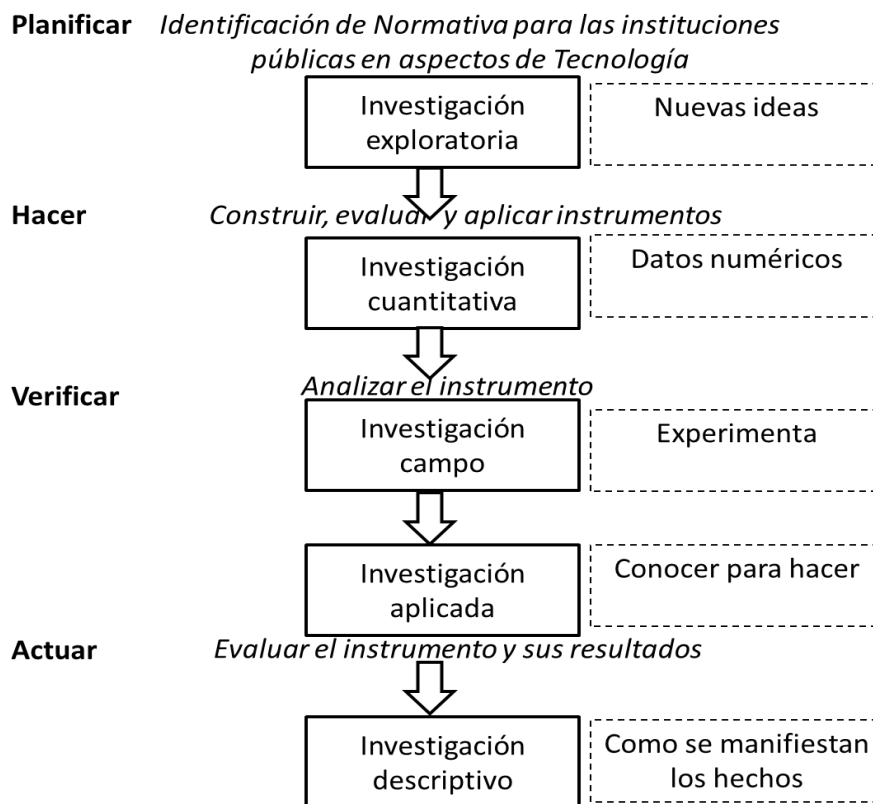 Planificar Identificación de Normativa para las instituciones
públicas en aspectos de Tecnología
Investigación
exploratoria
Nuevas ideas
Hacer Construir, evaluar y aplicar instrumentos
Investigación
cuantitativa
Datos numéricos
Verificar Analizar el instrumento
Investigación
campo
Experimenta
Investigación
aplicada
Conocer para hacer
Actuar Evaluar el instrumento y sus resultados
Investigación
descriptivo
Como se manifiestan
los hechos